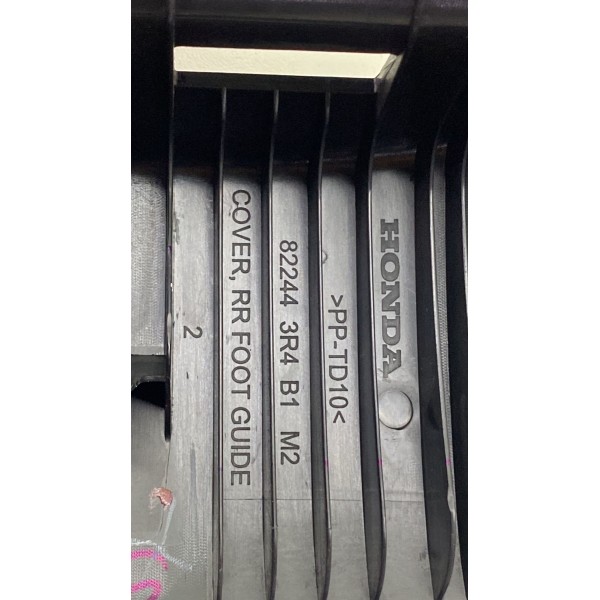 HONDA
>PP-TD10<
82244 3R4 B1 M2
COVER, RR FOOT GUIDE
2